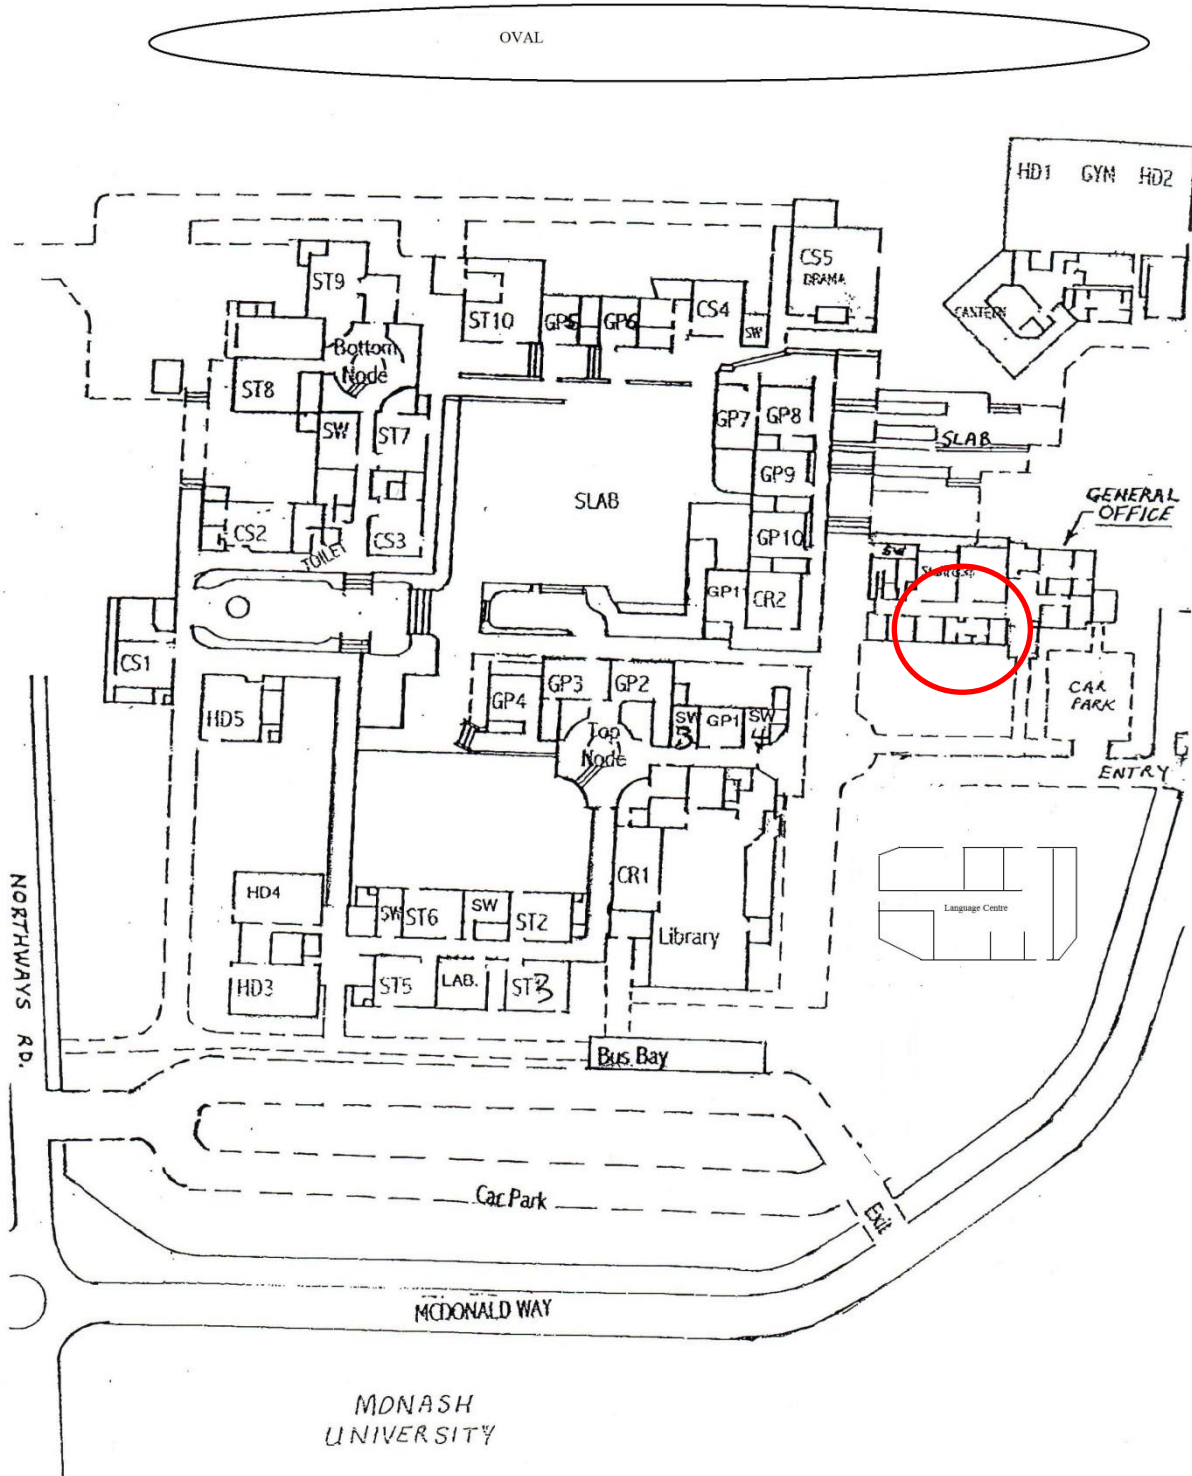 OVAL
HD1 GYM HD2
CS5
DRAMA
ST9
ST10
GP5
GP6
CS4
SW
CANTEEN
Bottom
Node
ST8
SW
ST7
GP7
GP8
SLAB
GP9
SLAB
GENERAL
OFFICE
CS2
TOILET
CS3
GP10
SW
GP11
CR2
CS1
GP3
GP2
GP4
HD5
CAR
PARK
SW
3
GP1
SW
4
Top
Node
ENTRY
CR1
HD4
SW
ST6
SW
ST2
Language Centre
Library
NORTHWAYS RD.
HD3
ST5
LAB.
ST3
Bus Bay
Car Park
Exit
MCDONALD WAY
MONASH
UNIVERSITY